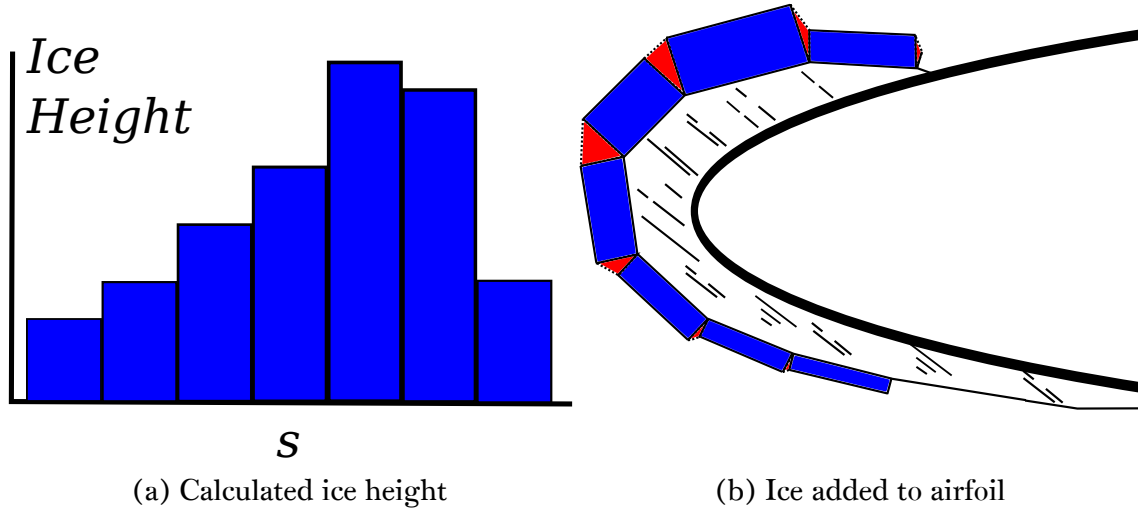 Ice
Height
s
(a) Calculated ice height
(b) Ice added to airfoil